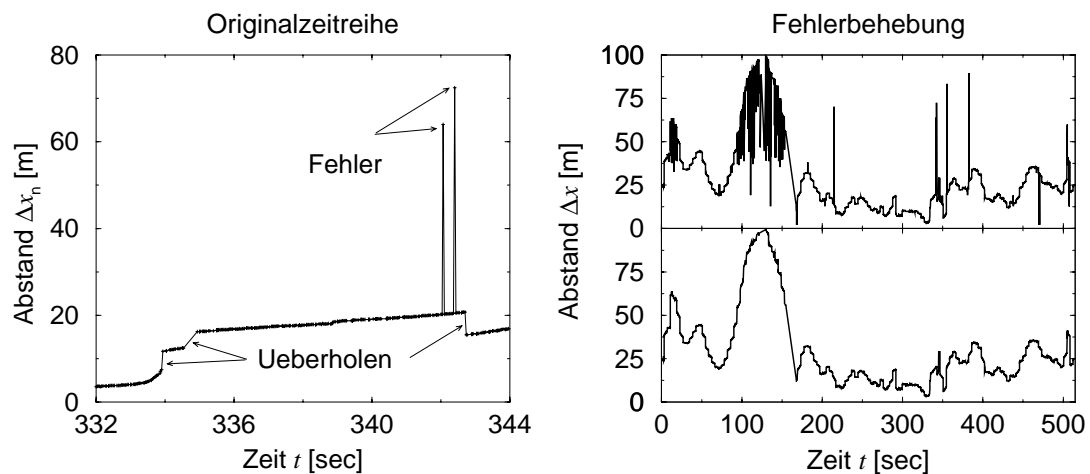 Originalzeitreihe
Abstand Δxₙ [m]
80
60
40
20
0
Fehler
Ueberholen
332 336 340 344
Zeit t [sec]
Fehlerbehebung
Abstand Δx [m]
100
75
50
25
0
75
50
25
0
0 100 200 300 400 500
Zeit t [sec]